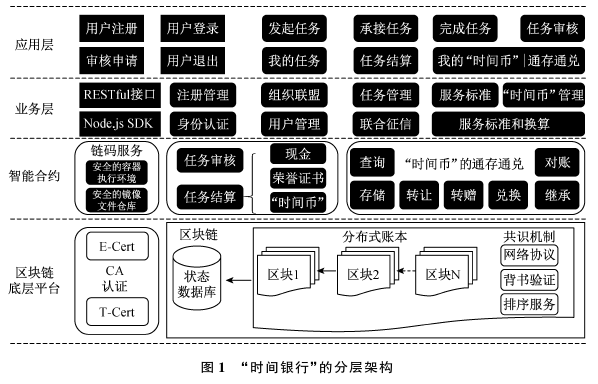 应用层
用户注册 用户登录 发起任务 承接任务 完成任务 任务审核
审核申请 用户退出 我的任务 任务结算 我的“时间币”|通存通兑
业务层
RESTful接口 注册管理 组织联盟 任务管理 服务标准 “时间币”管理
Node.js SDK 身份认证 用户管理 联合征信 服务标准和换算
智能合约
链码服务
安全的容器
执行环境
安全的镜像
文件仓库
任务审核
任务结算
现金
荣誉证书
“时间币”
查询 “时间币”的通存通兑 对账
存储 转让 转赠 兑换 继承
区块链
底层平台
E-Cert
CA
认证
T-Cert
区块链
状态
数据库
分布式账本
区块1 区块2 区块N
共识机制
网络协议
背书验证
排序服务
图 1 “时间银行”的分层架构